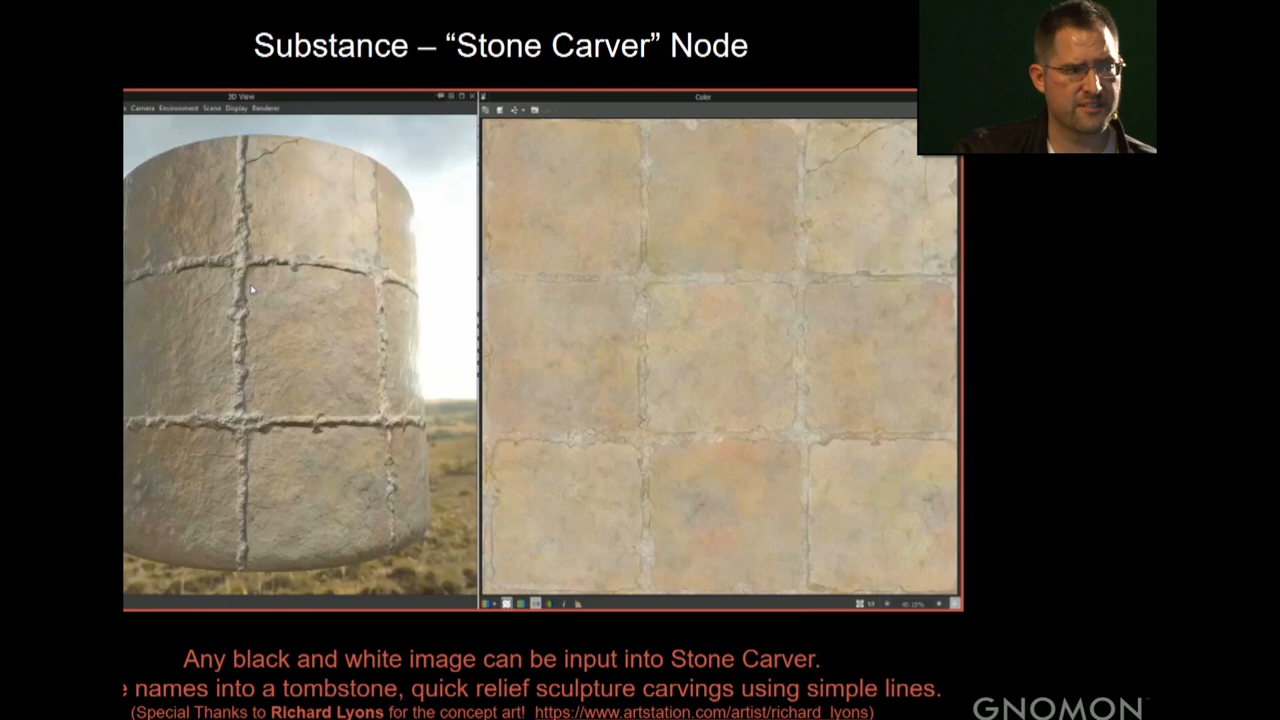 Substance – “Stone Carver” Node
3D View
Camera Environment Scene Display Renderer
Color
Any black and white image can be input into Stone Carver.
names into a tombstone, quick relief sculpture carvings using simple lines.
(Special Thanks to Richard Lyons for the concept art! https://www.artstation.com/artist/richard_lyons)
GNOMON